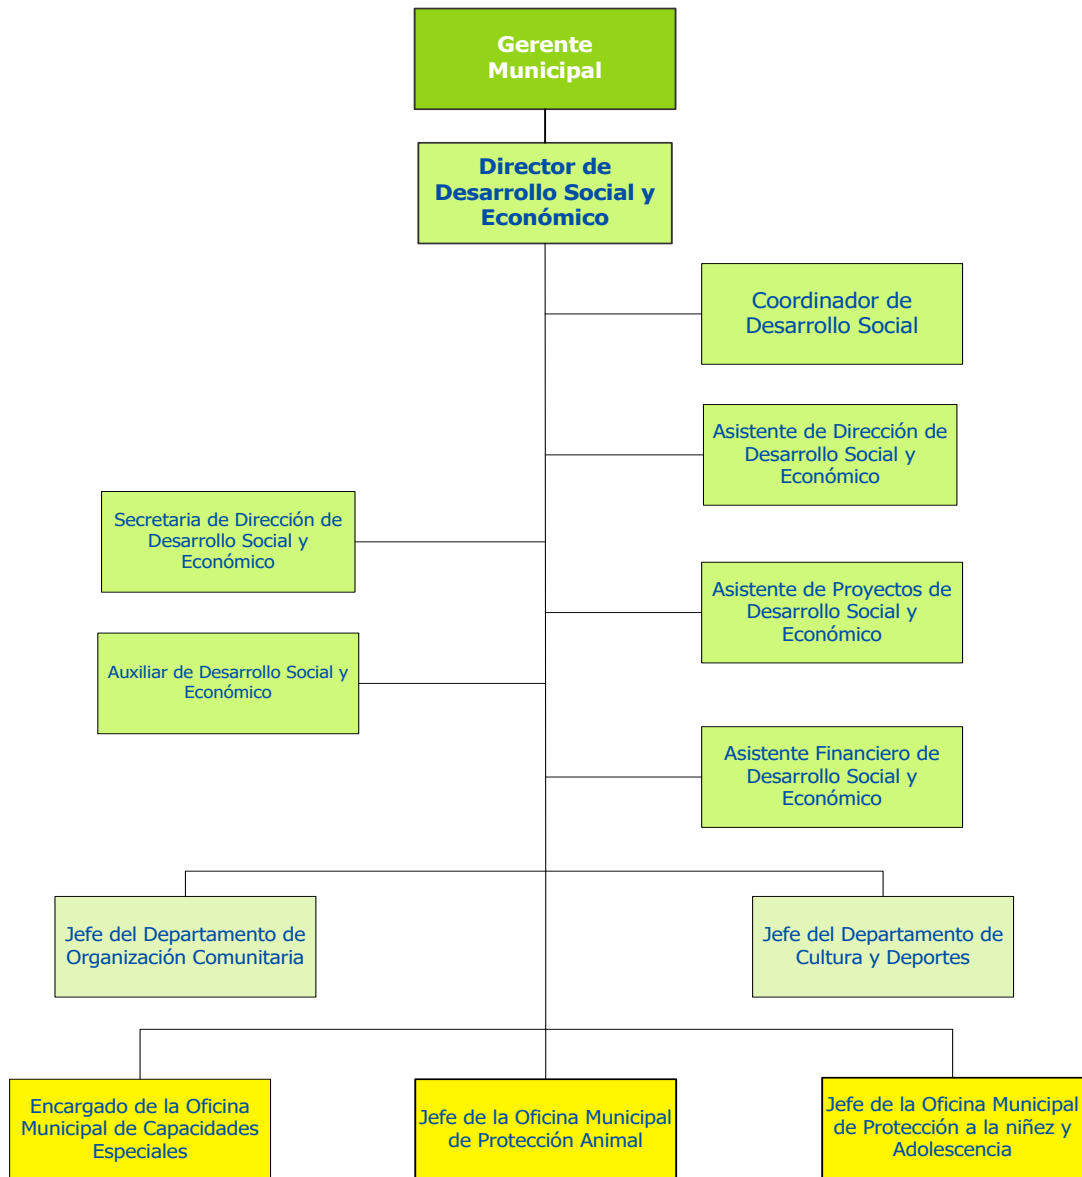 Gerente
Municipal
Director de
Desarrollo Social y
Económico
Coordinador de
Desarrollo Social
Asistente de Dirección de
Desarrollo Social y
Económico
Secretaria de Dirección de
Desarrollo Social y
Económico
Asistente de Proyectos de
Desarrollo Social y
Económico
Auxiliar de Desarrollo Social y
Económico
Asistente Financiero de
Desarrollo Social y
Económico
Jefe del Departamento de
Organización Comunitaria
Jefe del Departamento de
Cultura y Deportes
Encargado de la Oficina
Municipal de Capacidades
Especiales
Jefe de la Oficina Municipal
de Protección Animal
Jefe de la Oficina Municipal
de Protección a la niñez y
Adolescencia